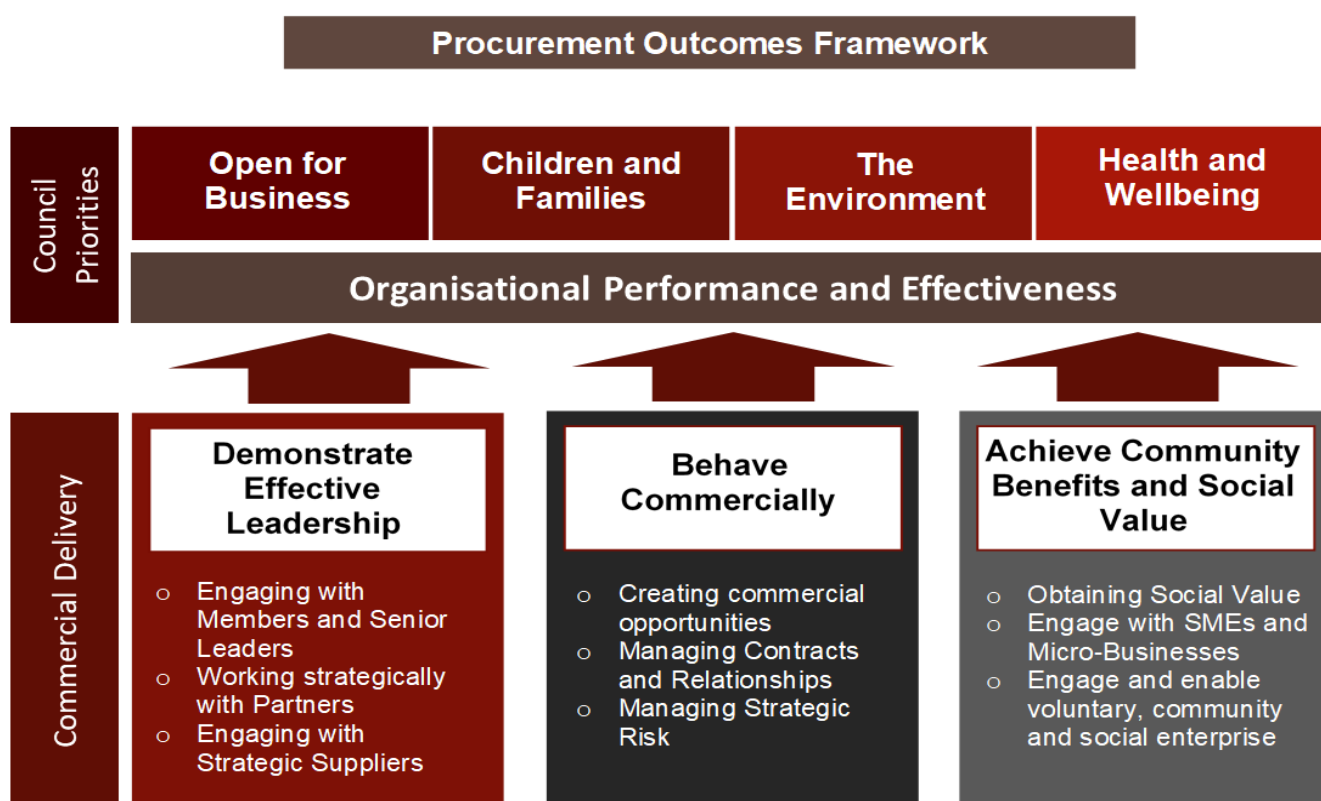 Procurement Outcomes Framework
Council
Priorities
Open for
Business
Children and
Families
The
Environment
Health and
Wellbeing
Organisational Performance and Effectiveness
Commercial Delivery
Demonstrate
Effective
Leadership
o Engaging with
Members and Senior
Leaders
o Working strategically
with Partners
o Engaging with
Strategic Suppliers
Behave
Commercially
o Creating commercial
opportunities
o Managing Contracts
and Relationships
o Managing Strategic
Risk
Achieve Community
Benefits and Social
Value
o Obtaining Social Value
o Engage with SMEs and
Micro-Businesses
o Engage and enable
voluntary, community
and social enterprise